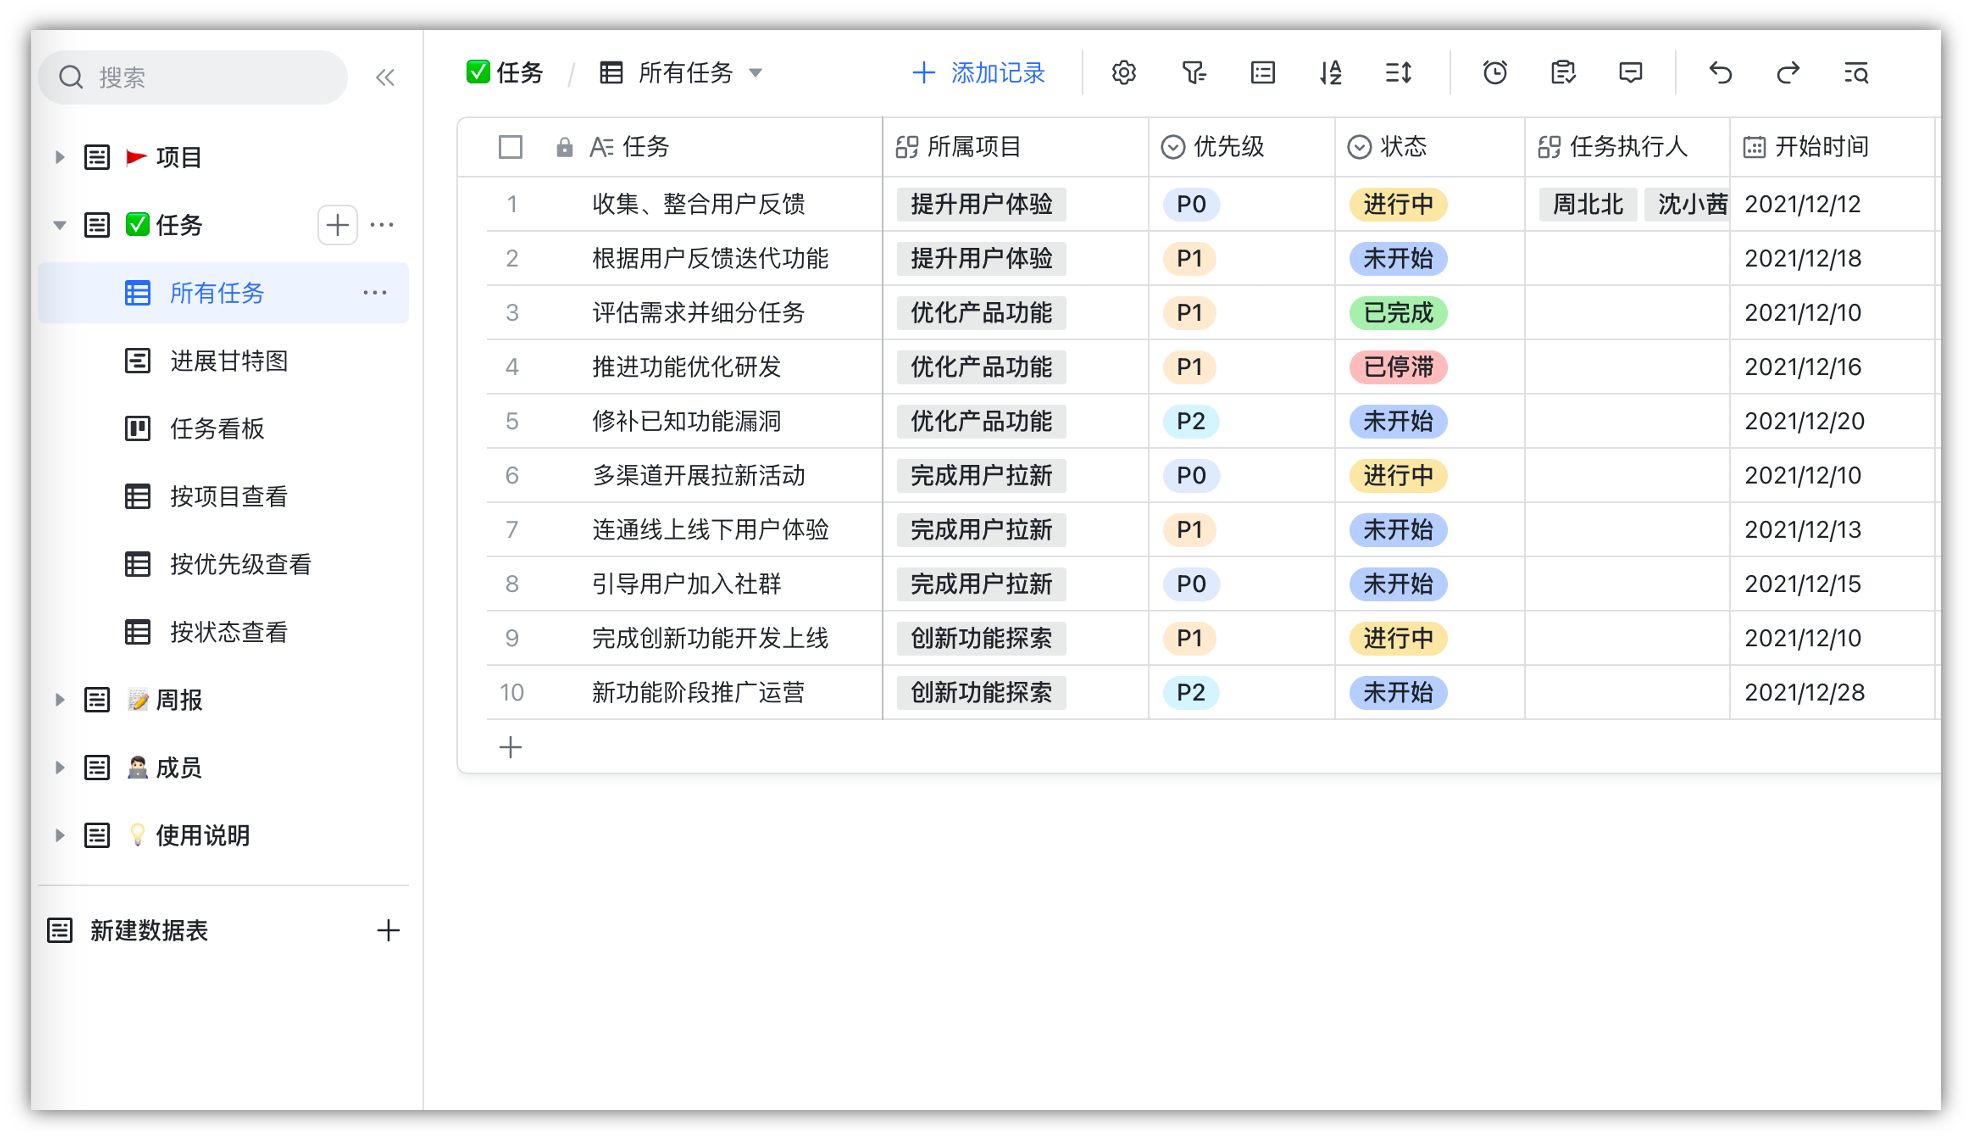 搜索
项目
任务
所有任务
进展甘特图
任务看板
按项目查看
按优先级查看
按状态查看
周报
成员
使用说明
新建数据表
任务 / 所有任务 添加记录
任务 所属项目 优先级 状态 任务执行人 开始时间
1 收集、整合用户反馈 提升用户体验 P0 进行中 周北北 沈小茜 2021/12/12
2 根据用户反馈迭代功能 提升用户体验 P1 未开始 2021/12/18
3 评估需求并细分任务 优化产品功能 P1 已完成 2021/12/10
4 推进功能优化研发 优化产品功能 P1 已停滞 2021/12/16
5 修补已知功能漏洞 优化产品功能 P2 未开始 2021/12/20
6 多渠道开展拉新活动 完成用户拉新 P0 进行中 2021/12/10
7 连通线上线下用户体验 完成用户拉新 P1 未开始 2021/12/13
8 引导用户加入社群 完成用户拉新 P0 未开始 2021/12/15
9 完成创新功能开发上线 创新功能探索 P1 进行中 2021/12/10
10 新功能阶段推广运营 创新功能探索 P2 未开始 2021/12/28